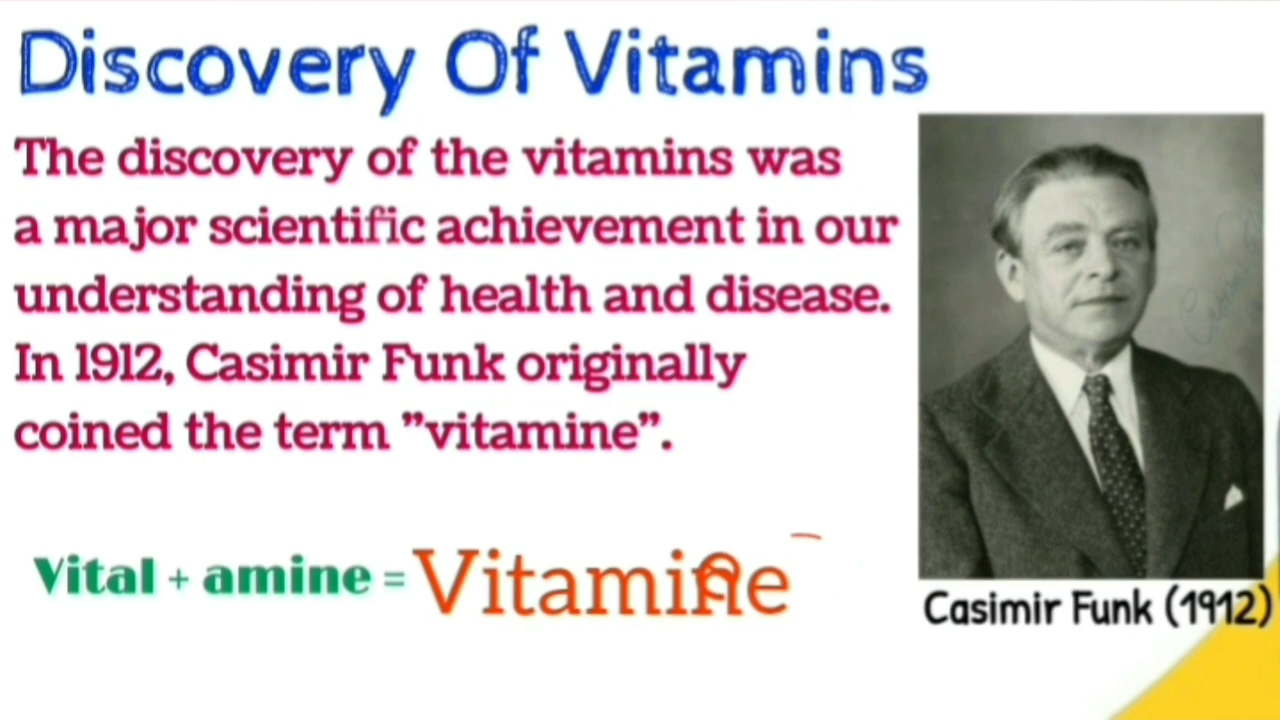 Discovery Of Vitamins
The discovery of the vitamins was
a major scientific achievement in our
understanding of health and disease.
In 1912, Casimir Funk originally
coined the term ”vitamine”.
Vital + amine = Vitamine
Casimir Funk (1912)